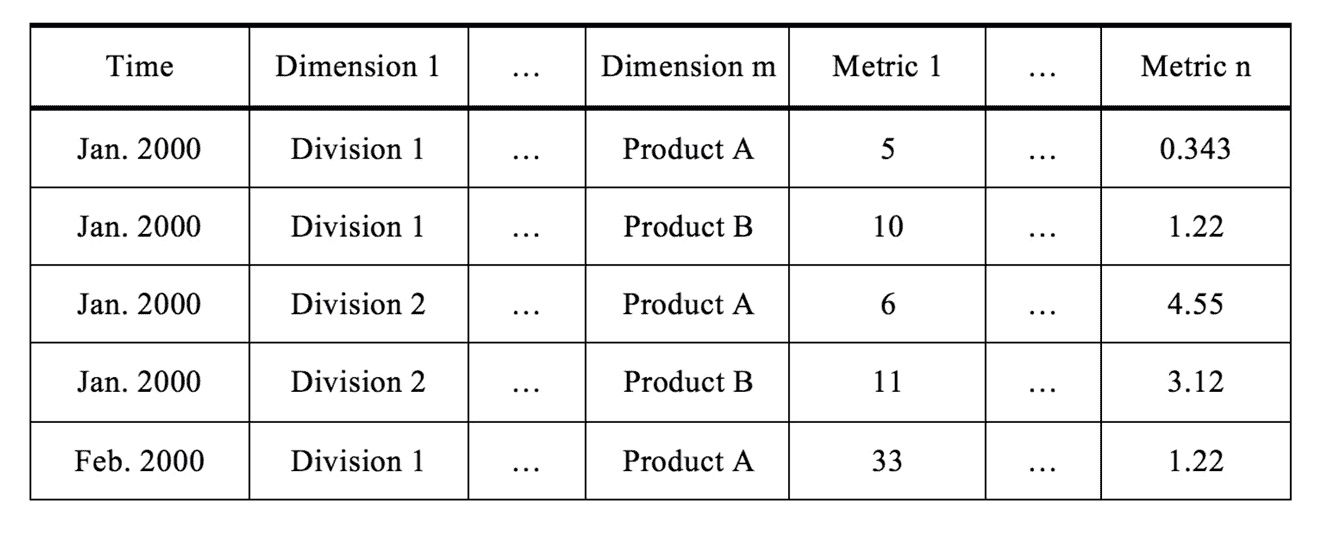 Time Dimension 1 … Dimension m Metric 1 … Metric n
Jan. 2000 Division 1 … Product A 5 … 0.343
Jan. 2000 Division 1 … Product B 10 … 1.22
Jan. 2000 Division 2 … Product A 6 … 4.55
Jan. 2000 Division 2 … Product B 11 … 3.12
Feb. 2000 Division 1 … Product A 33 … 1.22